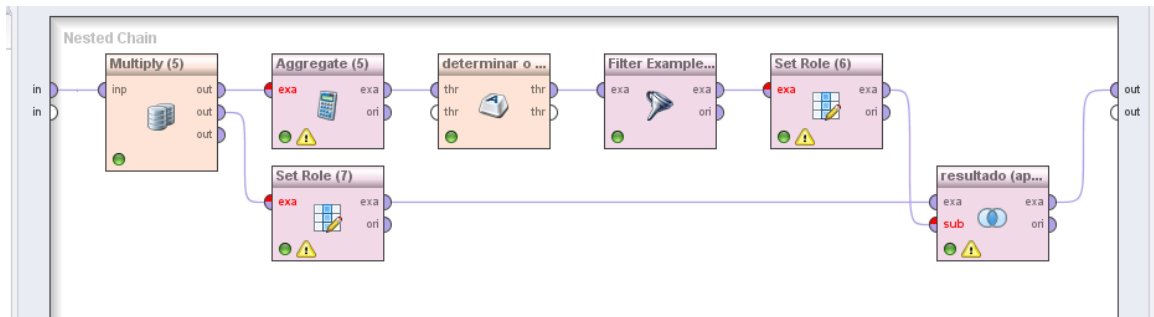 Nested Chain
Multiply (5)
inp
out
out
out
Aggregate (5)
exa
exa
ori
determinar o ...
thr
thr
thr
thr
Filter Example...
exa
exa
ori
Set Role (6)
exa
exa
ori
in
in
out
out
Set Role (7)
exa
exa
ori
resultado (ap...
exa
exa
sub
ori